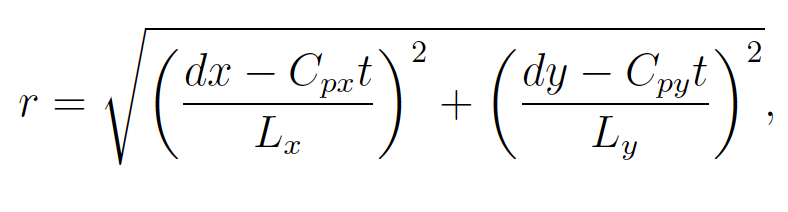 r = \sqrt{\left(\frac{dx - C_{px}t}{L_x}\right)^2 + \left(\frac{dy - C_{py}t}{L_y}\right)^2},